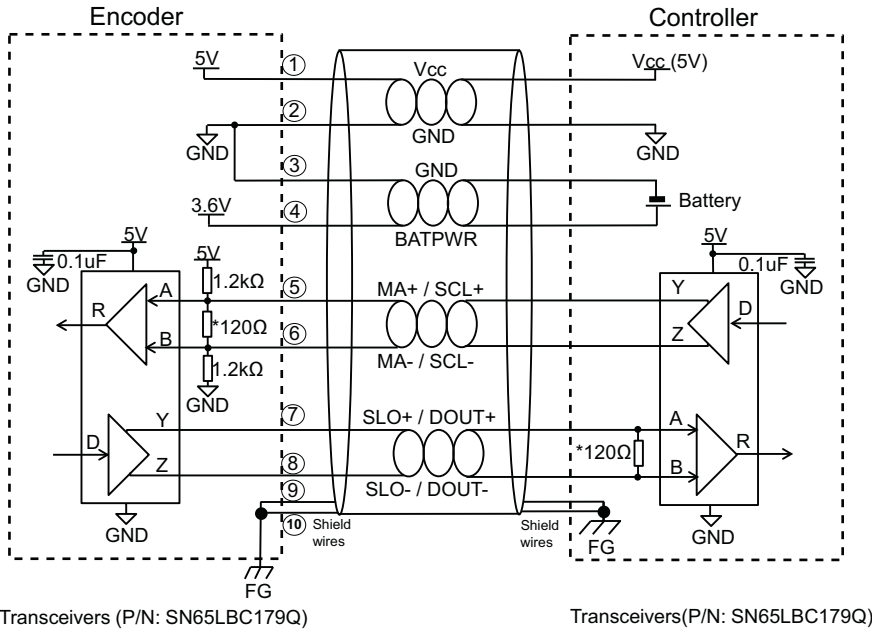 Encoder
Controller
5V
①
Vcc
Vcc (5V)
②
GND
GND
GND
③
GND
3.6V
④
BATPWR
Battery
5V
0.1uF
GND
5V
1.2kΩ
⑤
MA+ / SCL+
5V
0.1uF
GND
A
R
*120Ω
B
⑥
MA- / SCL-
Y
D
Z
1.2kΩ
GND
⑦
SLO+ / DOUT+
Y
D
Z
⑧
SLO- / DOUT-
*120Ω
A
R
B
⑨
⑩
Shield
wires
Shield
wires
GND
GND
FG
FG
Transceivers (P/N: SN65LBC179Q)
Transceivers(P/N: SN65LBC179Q)